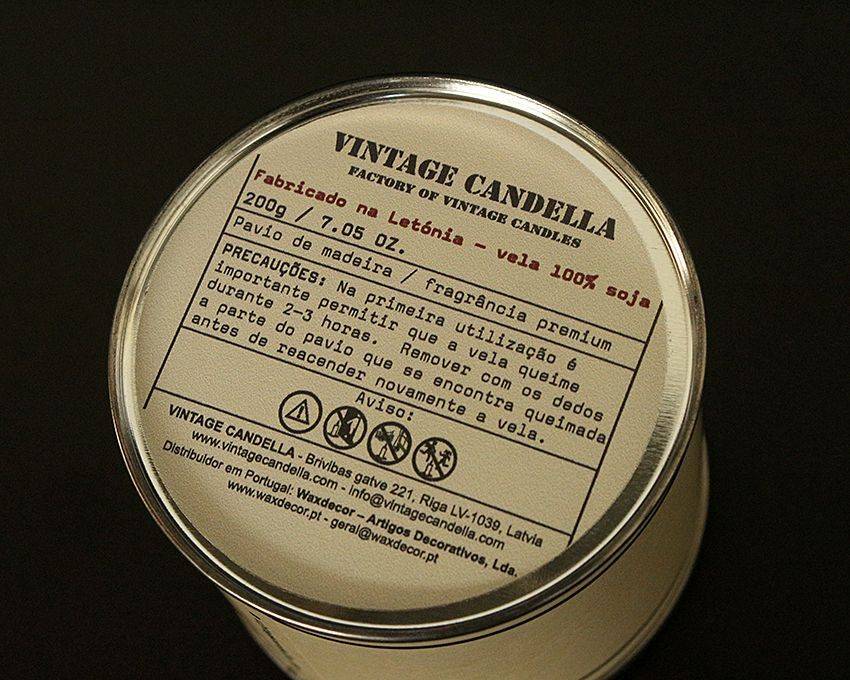 VINTAGE CANDELLA
FACTORY OF VINTAGE CANDLES
Fabricado na Letónia - vela 100% soja
200g / 7.05 OZ.
Pavio de madeira / fragrância premium
PRECAUÇÕES: Na primeira utilização é
importante permitir que a vela queime
durante 2-3 horas. Remover com os dedos
a parte do pavio que se encontra queimada
antes de reacender novamente a vela.
Aviso:
VINTAGE CANDELLA - Brivibas gatve 221, Riga LV-1039, Latvia
www.vintagecandella.com - info@vintagecandella.com
Distribuidor em Portugal: Waxdecor – Artigos Decorativos, Lda.
www.waxdecor.pt - geral@waxdecor.pt